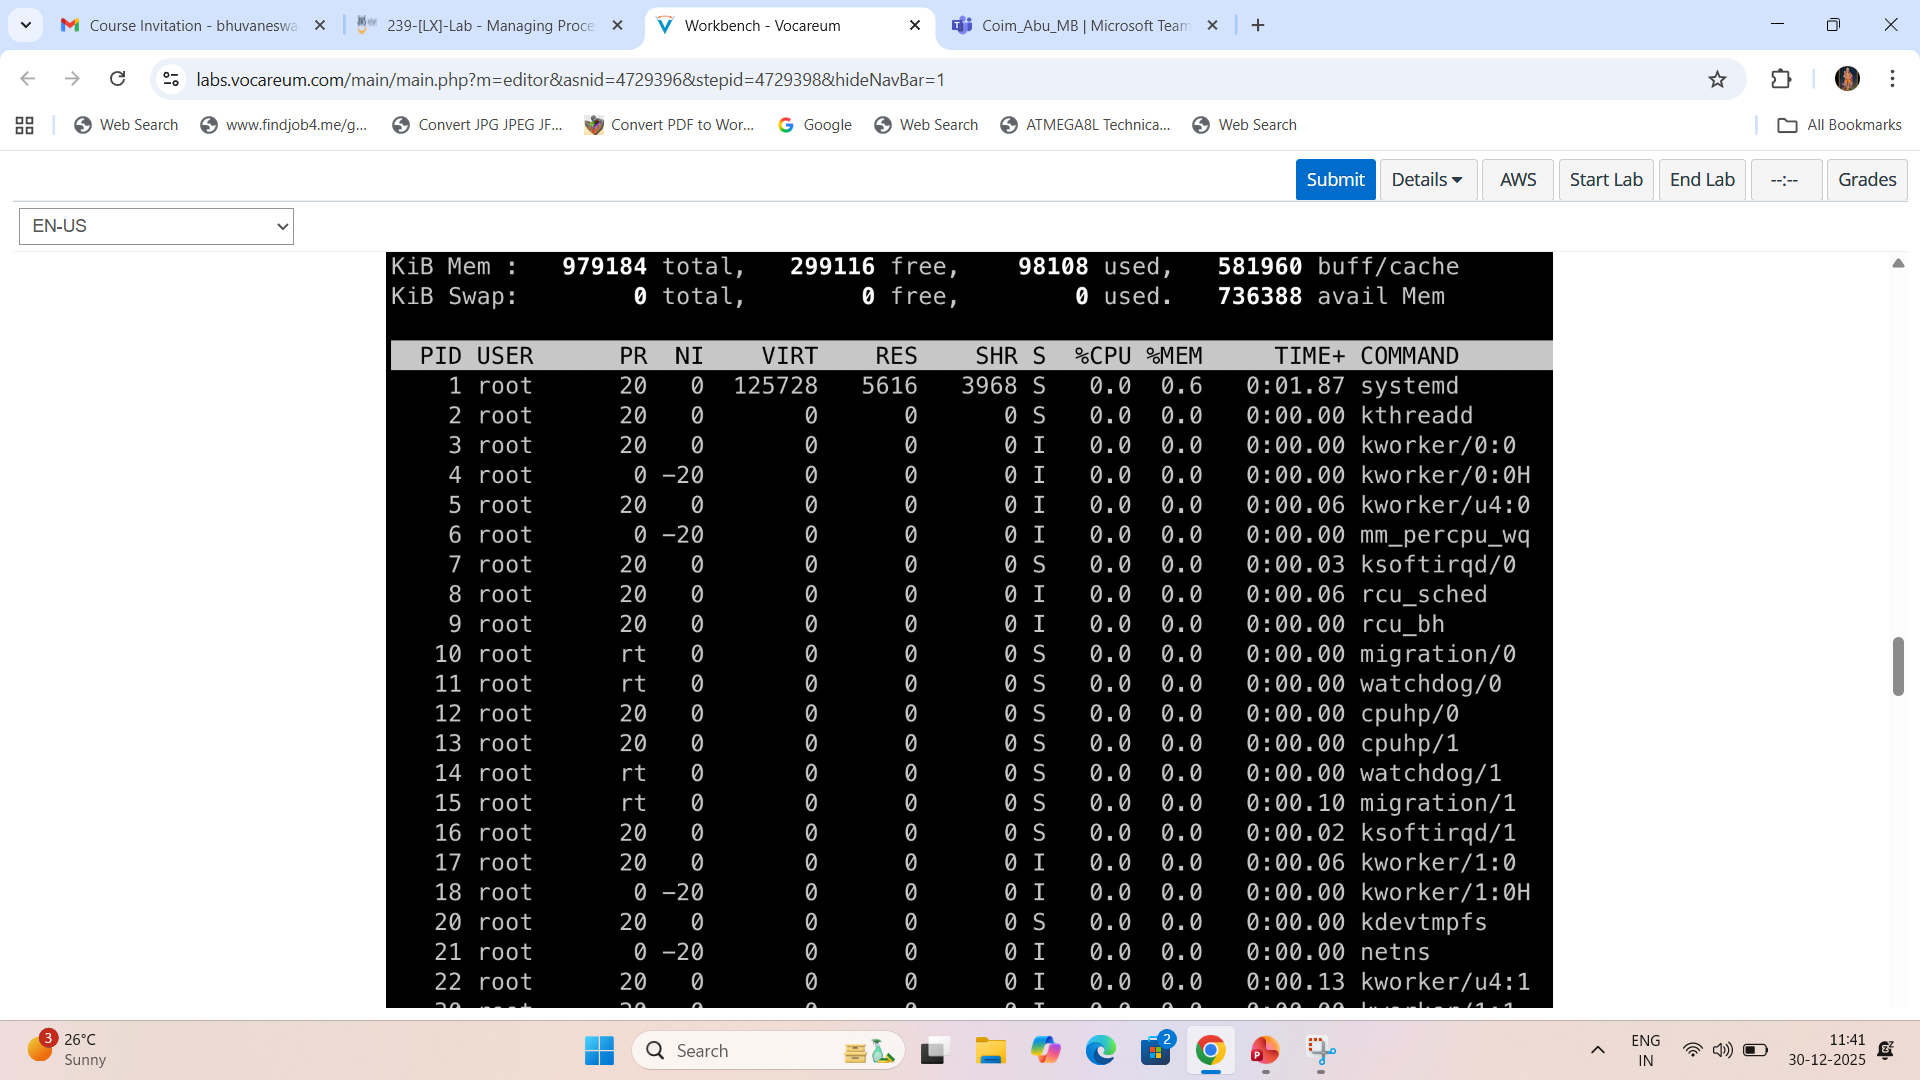 Course Invitation - bhuvaneswa
239-[LX]-Lab - Managing Proce
Workbench - Vocareum
Coim_Abu_MB | Microsoft Team
labs.vocareum.com/main/main.php?m=editor&asnid=4729396&stepid=4729398&hideNavBar=1
Web Search
www.findjob4.me/g...
Convert JPG JPEG JF...
Convert PDF to Wor...
Google
Web Search
ATMEGA8L Technica...
Web Search
All Bookmarks
Submit Details AWS Start Lab End Lab --:-- Grades
EN-US
KiB Mem : 979184 total, 299116 free, 98108 used, 581960 buff/cache
KiB Swap: 0 total, 0 free, 0 used. 736388 avail Mem
PID USER PR NI VIRT RES SHR S %CPU %MEM TIME+ COMMAND
1 root 20 0 125728 5616 3968 S 0.0 0.6 0:01.87 systemd
2 root 20 0 0 0 0 S 0.0 0.0 0:00.00 kthreadd
3 root 20 0 0 0 0 I 0.0 0.0 0:00.00 kworker/0:0
4 root 0 -20 0 0 0 I 0.0 0.0 0:00.00 kworker/0:0H
5 root 20 0 0 0 0 I 0.0 0.0 0:00.06 kworker/u4:0
6 root 0 -20 0 0 0 I 0.0 0.0 0:00.00 mm_percpu_wq
7 root 20 0 0 0 0 S 0.0 0.0 0:00.03 ksoftirqd/0
8 root 20 0 0 0 0 I 0.0 0.0 0:00.06 rcu_sched
9 root 20 0 0 0 0 I 0.0 0.0 0:00.00 rcu_bh
10 root rt 0 0 0 0 S 0.0 0.0 0:00.00 migration/0
11 root rt 0 0 0 0 S 0.0 0.0 0:00.00 watchdog/0
12 root 20 0 0 0 0 S 0.0 0.0 0:00.00 cpuhp/0
13 root 20 0 0 0 0 S 0.0 0.0 0:00.00 cpuhp/1
14 root rt 0 0 0 0 S 0.0 0.0 0:00.00 watchdog/1
15 root rt 0 0 0 0 S 0.0 0.0 0:00.10 migration/1
16 root 20 0 0 0 0 S 0.0 0.0 0:00.02 ksoftirqd/1
17 root 20 0 0 0 0 I 0.0 0.0 0:00.06 kworker/1:0
18 root 0 -20 0 0 0 I 0.0 0.0 0:00.00 kworker/1:0H
20 root 20 0 0 0 0 S 0.0 0.0 0:00.00 kdevtmpfs
21 root 0 -20 0 0 0 I 0.0 0.0 0:00.00 netns
22 root 20 0 0 0 0 I 0.0 0.0 0:00.13 kworker/u4:1
3
26°C
Sunny
Search
2
ENG
IN
11:41
30-12-2025